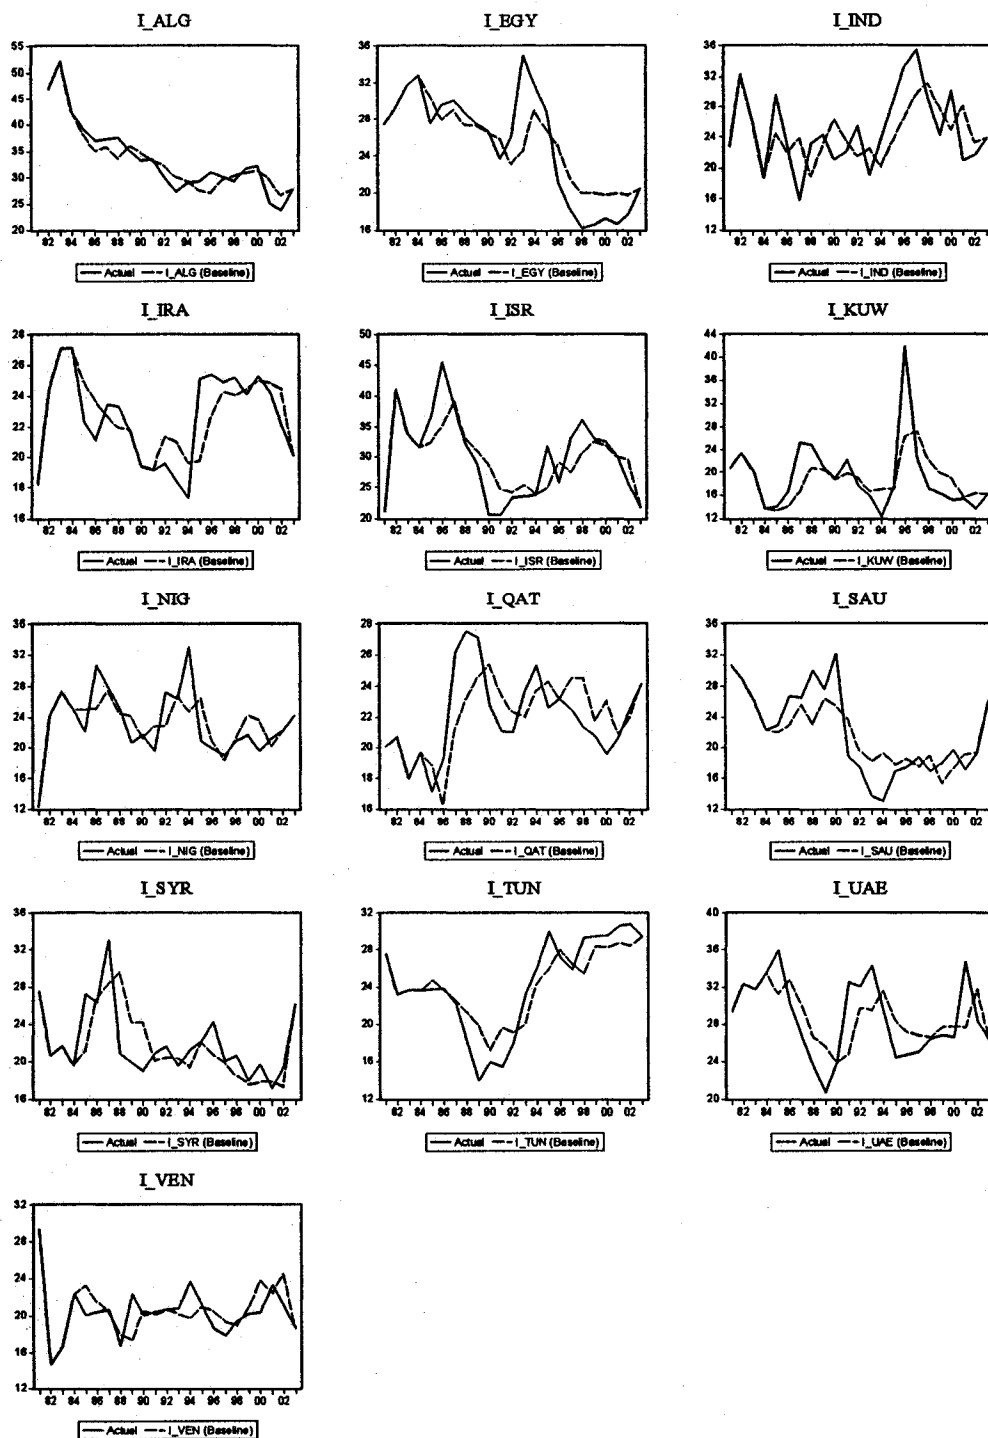 I_ALG
I_EGY
I_IND
55
50
45
40
35
30
25
20
82 84 86 88 90 92 94 96 98 00 02
Actual I_ALG (Baseline)
36
32
28
24
20
16
82 84 86 88 90 92 94 96 98 00 02
Actual I_EGY (Baseline)
36
32
28
24
20
16
12
82 84 86 88 90 92 94 96 98 00 02
Actual I_IND (Baseline)
I_IRA
I_ISR
I_KUW
28
26
24
22
20
18
16
82 84 86 88 90 92 94 96 98 00 02
Actual I_IRA (Baseline)
50
45
40
35
30
25
20
82 84 86 88 90 92 94 96 98 00 02
Actual I_ISR (Baseline)
44
40
36
32
28
24
20
16
12
82 84 86 88 90 92 94 96 98 00 02
Actual I_KUW (Baseline)
I_NIG
I_QAT
I_SAU
36
32
28
24
20
16
12
82 84 86 88 90 92 94 96 98 00 02
Actual I_NIG (Baseline)
28
26
24
22
20
18
16
82 84 86 88 90 92 94 96 98 00 02
Actual I_QAT (Baseline)
36
32
28
24
20
16
12
82 84 86 88 90 92 94 96 98 00 02
Actual I_SAU (Baseline)
I_SYR
I_TUN
I_UAE
36
32
28
24
20
16
82 84 86 88 90 92 94 96 98 00 02
Actual I_SYR (Baseline)
32
28
24
20
16
12
82 84 86 88 90 92 94 96 98 00 02
Actual I_TUN (Baseline)
40
36
32
28
24
20
82 84 86 88 90 92 94 96 98 00 02
Actual I_UAE (Baseline)
I_VEN
32
28
24
20
16
12
82 84 86 88 90 92 94 96 98 00 02
Actual I_VEN (Baseline)